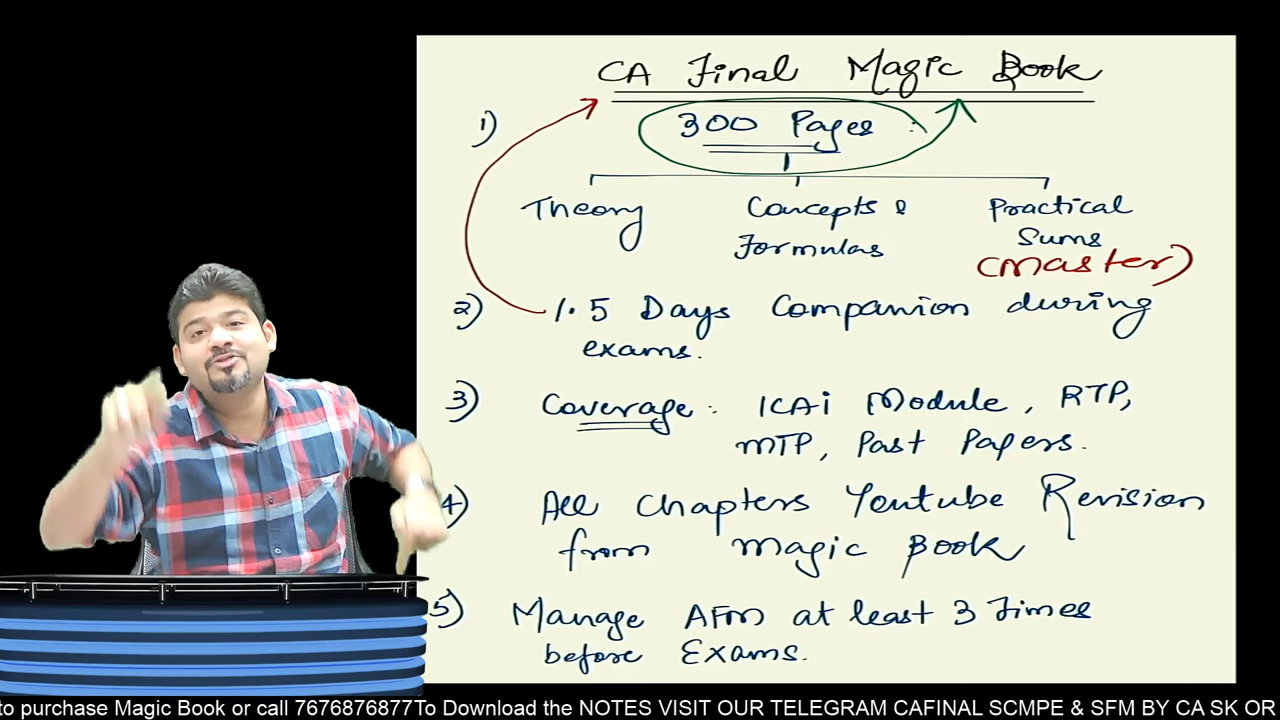 CA Final Magic Book
1) 300 Pages :
Theory Concepts & Practical
Formulas Sums
(Master)
2) 1.5 Days Companion during
exams.
3) Coverage : ICAi Module, RTP,
MTP, Past Papers.
4) All Chapters Youtube Revision
from Magic Book
5) Manage AFM at least 3 Times
before Exams.
to purchase Magic Book or call 7676876877To Download the NOTES VISIT OUR TELEGRAM CAFINAL SCMPE & SFM BY CA SK OR